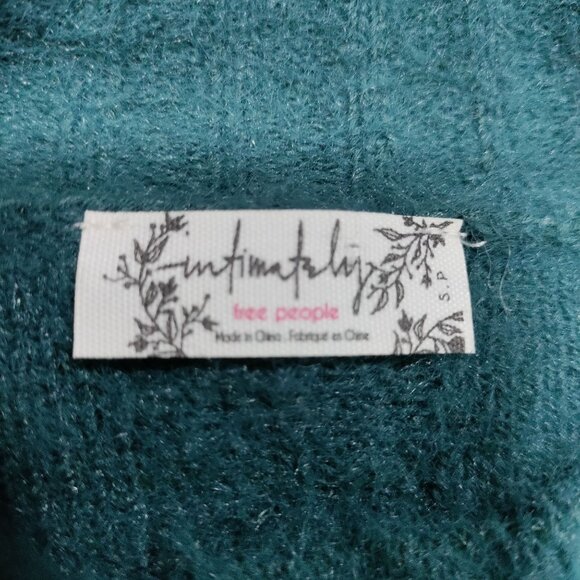 intimately
free people
Made in China . Fabriqué en Chine
S.P